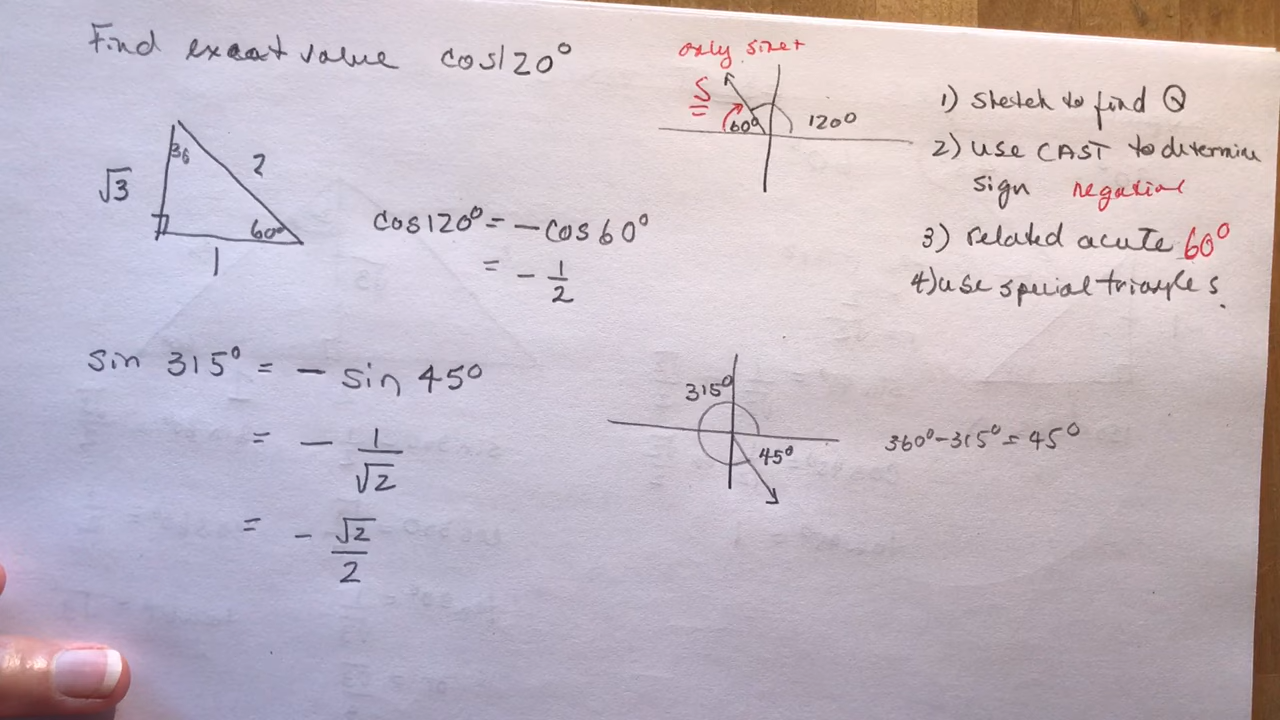 Find exact value cos120°
only sine+
S
60°
120°
1) sketch to find Q
2) use CAST to determine
sign negative
3) related acute 60°
4) use special triangles.
30
2
√3
60°
1
cos120° = -cos60°
= - 1/2
sin 315° = - sin 45°
= - 1/√2
= - √2/2
315°
45°
360°-315° = 45°